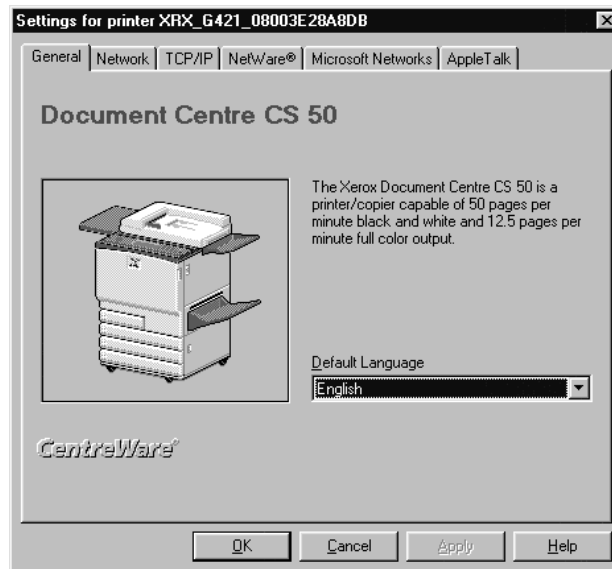 Settings for printer XRX_G421_08003E28A8DB
General Network TCP/IP NetWare® Microsoft Networks AppleTalk
Document Centre CS 50
The Xerox Document Centre CS 50 is a
printer/copier capable of 50 pages per
minute black and white and 12.5 pages per
minute full color output.
Default Language
English
CentreWare®
OK Cancel Apply Help